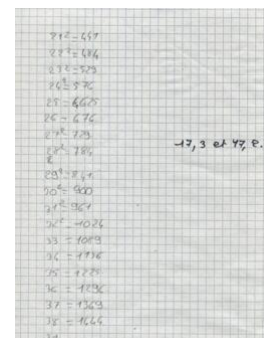 21² = 441
22² = 484
23² = 529
24² = 576
25 = 625
26 = 676
27² = 729
28² = 784
-17, 3 et 47, 2.
29² = 841
30² = 900
31² = 961
32² = 1024
33 = 1089
34 = 1156
35 = 1225
36 = 1296
37 = 1369
38 = 1444